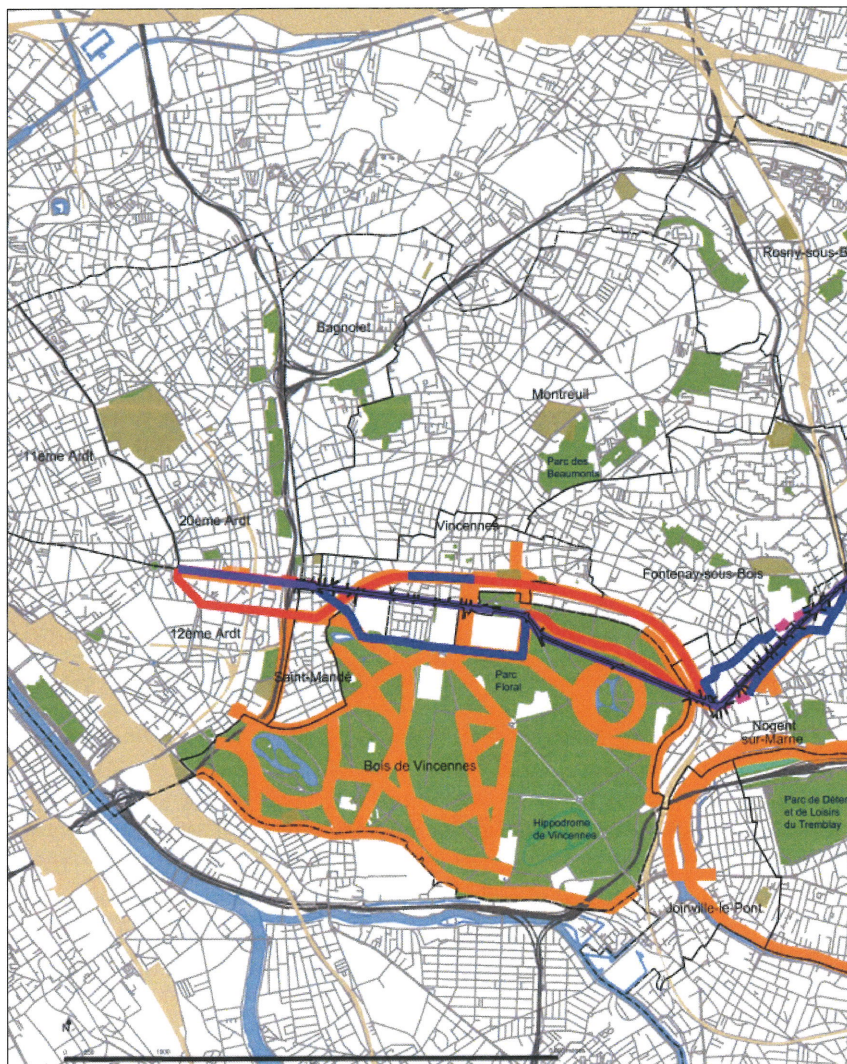 Rosny-sous-B
Bagnolet
Montreuil
11ème Ardt
Parc des
Beaumonts
20ème Ardt
Vincennes
Fontenay-sous-Bois
12ème Ardt
Saint-Mandé
Parc
Floral
Nogent
sur-Marne
Bois de Vincennes
Parc de Déten
et de Loisirs
du Tremblay
Hippodrome
de Vincennes
Joinville-le-Pont
N
0